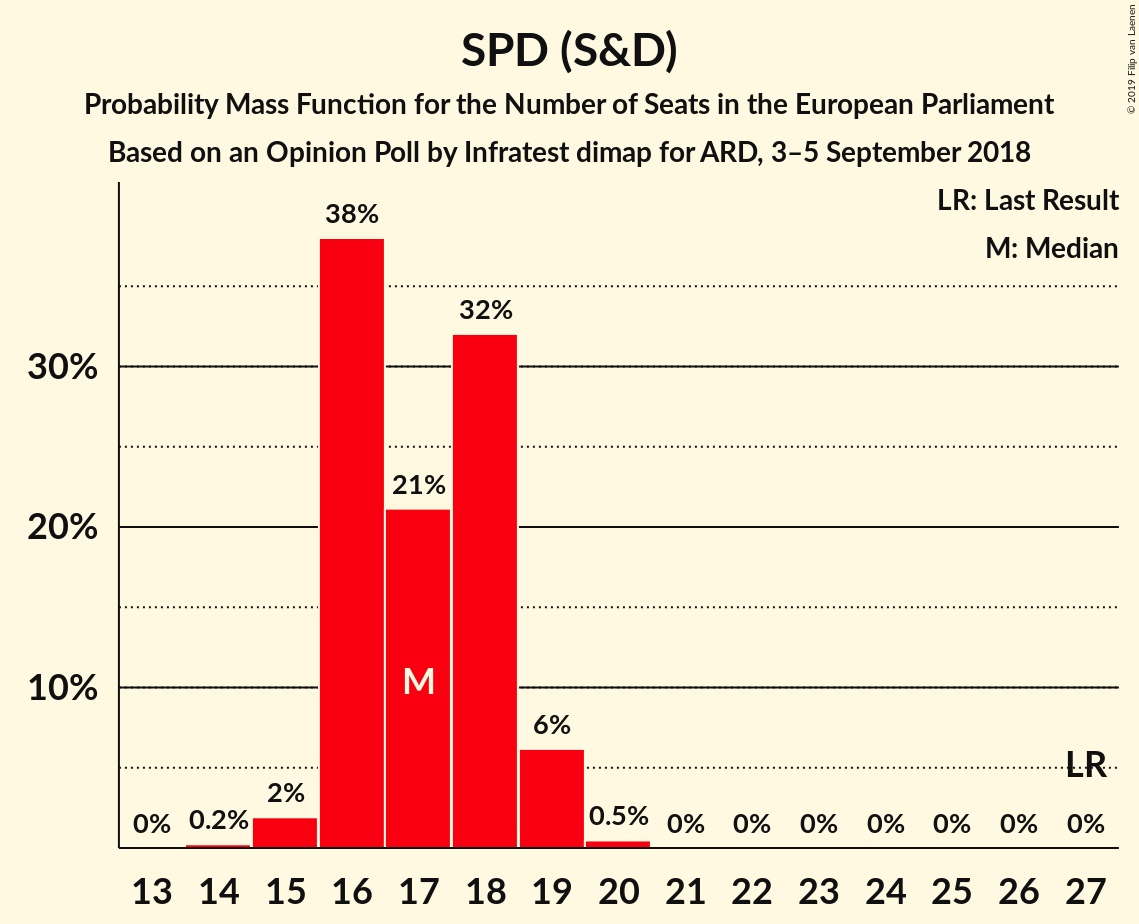 SPD (S&D)
Probability Mass Function for the Number of Seats in the European Parliament
Based on an Opinion Poll by Infratest dimap for ARD, 3–5 September 2018
© 2019 Filip van Laenen
LR: Last Result
M: Median
38%
32%
30%
21%
20%
10%
M
6%
LR
0%
0.2%
2%
0.5%
0%
0%
0%
0%
0%
0%
0%
13 14 15 16 17 18 19 20 21 22 23 24 25 26 27